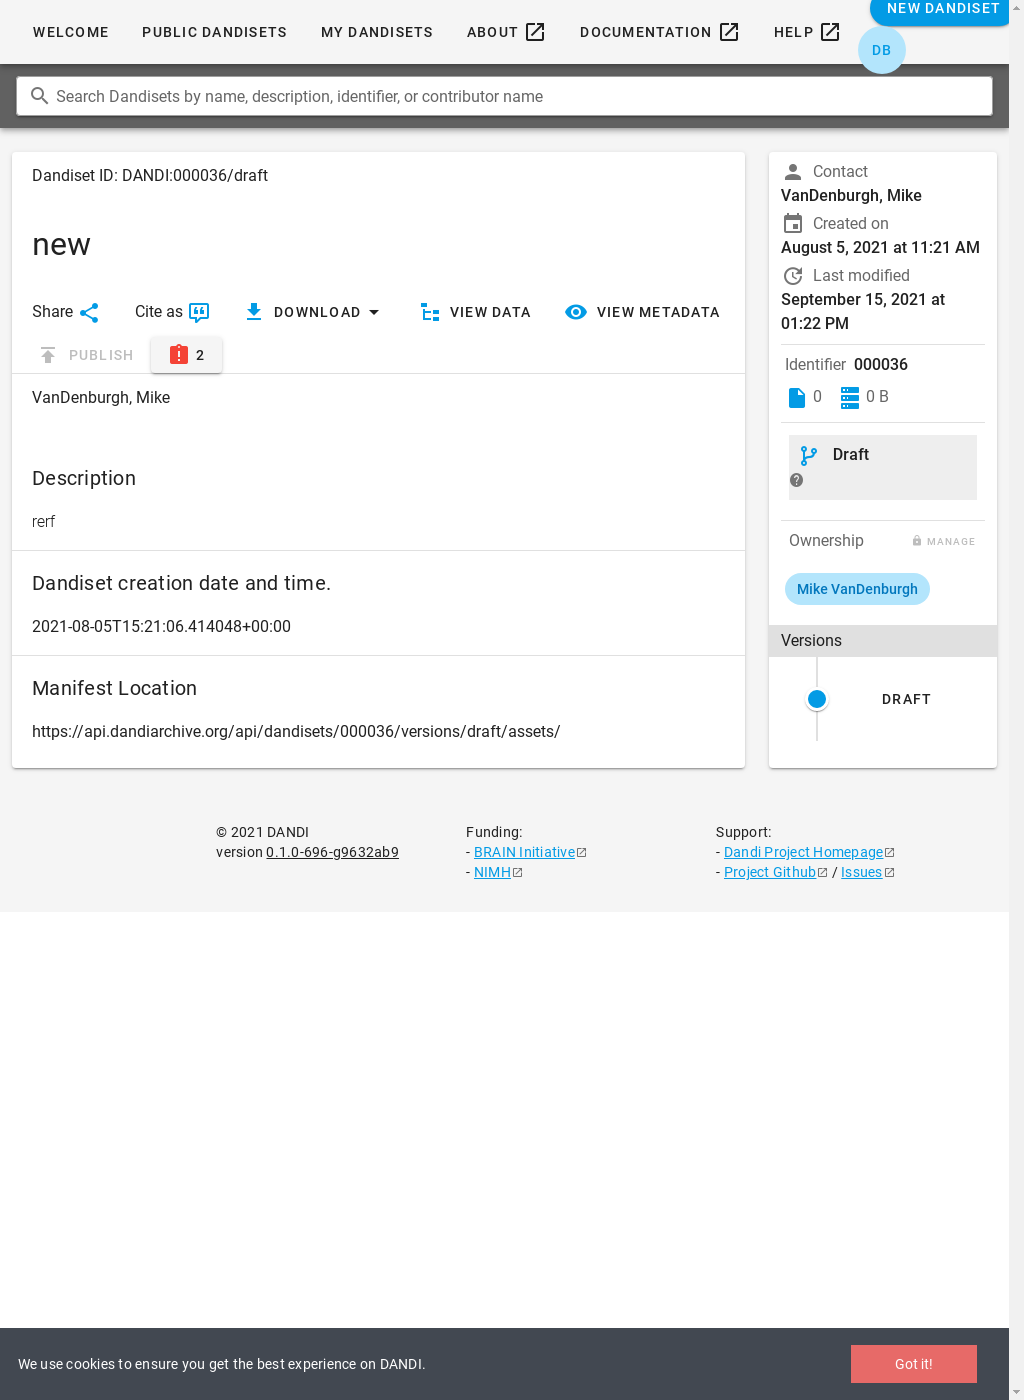 WELCOME
PUBLIC DANDISETS
MY DANDISETS
ABOUT
DOCUMENTATION
HELP
NEW DANDISET
DB
Search Dandisets by name, description, identifier, or contributor name
Dandiset ID: DANDI:000036/draft
new
Share
Cite as
DOWNLOAD
VIEW DATA
VIEW METADATA
PUBLISH
2
VanDenburgh, Mike
Description
rerf
Dandiset creation date and time.
2021-08-05T15:21:06.414048+00:00
Manifest Location
https://api.dandiarchive.org/api/dandisets/000036/versions/draft/assets/
Contact
VanDenburgh, Mike
Created on
August 5, 2021 at 11:21 AM
Last modified
September 15, 2021 at
01:22 PM
Identifier 000036
0
0 B
Draft
Ownership
MANAGE
Mike VanDenburgh
Versions
DRAFT
© 2021 DANDI
version 0.1.0-696-g9632ab9
Funding:
- BRAIN Initiative
- NIMH
Support:
- Dandi Project Homepage
- Project Github / Issues
We use cookies to ensure you get the best experience on DANDI.
Got it!